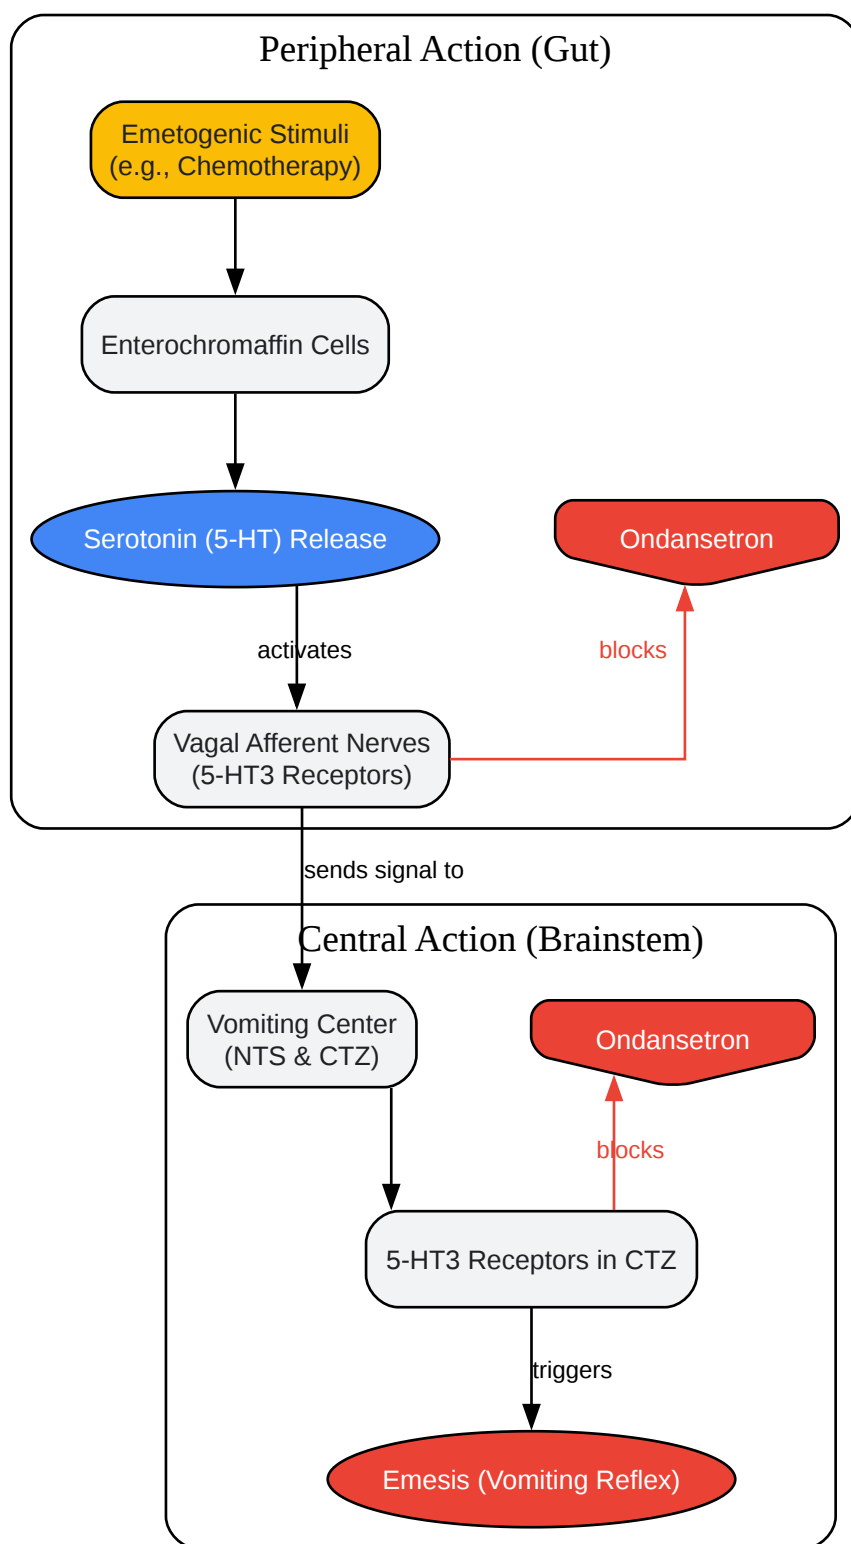 Peripheral Action (Gut)
Emetogenic Stimuli
(e.g., Chemotherapy)
Enterochromaffin Cells
Serotonin (5-HT) Release
Ondansetron
activates
blocks
Vagal Afferent Nerves
(5-HT3 Receptors)
sends signal to
Central Action (Brainstem)
Vomiting Center
(NTS & CTZ)
Ondansetron
blocks
5-HT3 Receptors in CTZ
triggers
Emesis (Vomiting Reflex)